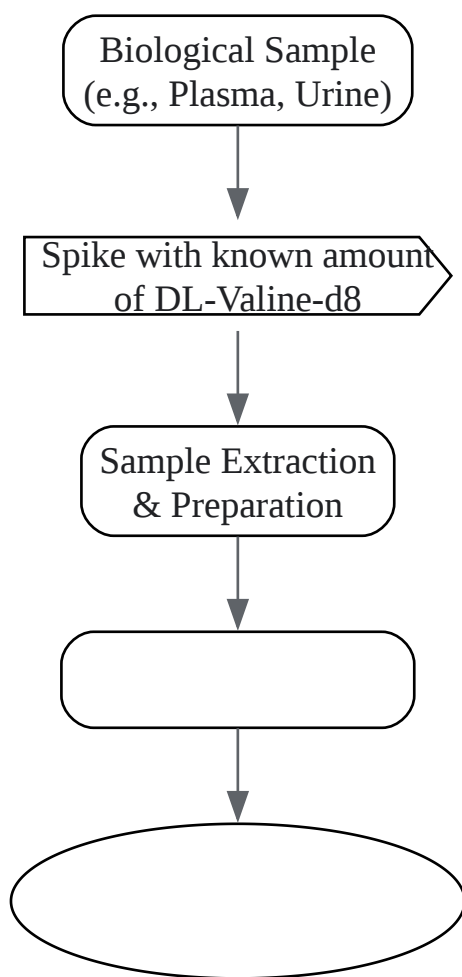 Biological Sample
(e.g., Plasma, Urine)
Spike with known amount
of DL-Valine-d8
Sample Extraction
& Preparation